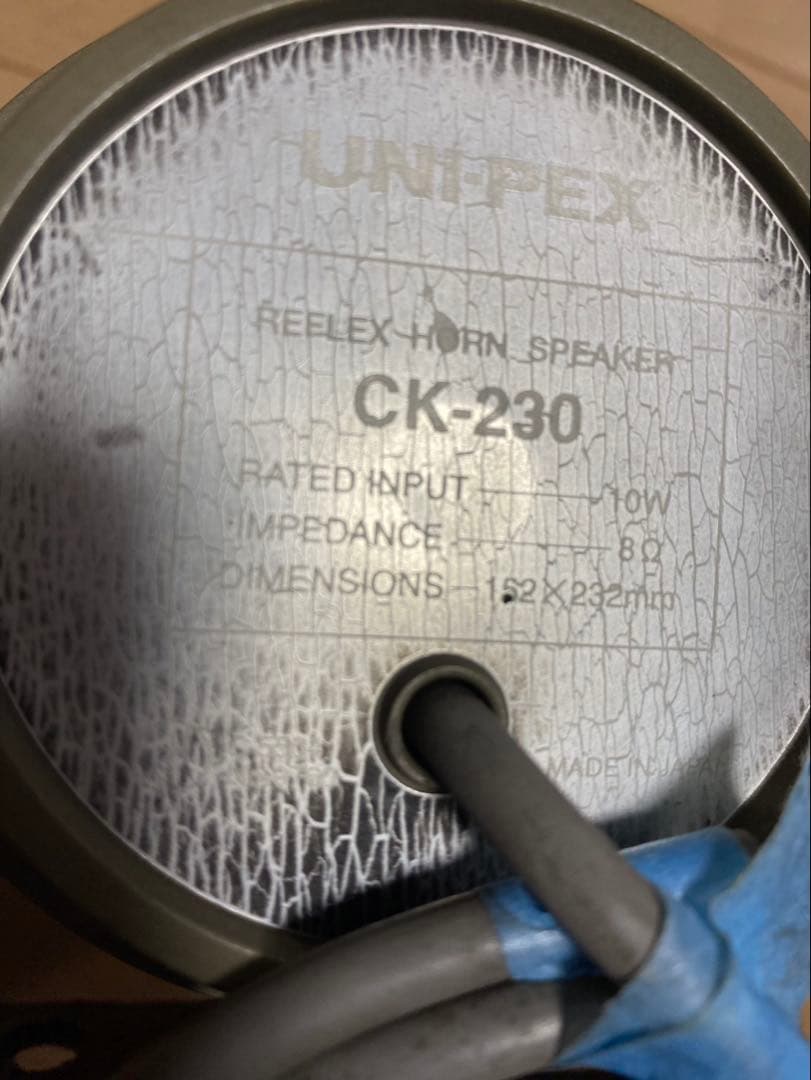 UNI-PEX
REFLEX HORN SPEAKER
CK-230
RATED INPUT — 10W
IMPEDANCE — 8Ω
DIMENSIONS — 152×232mm
MADE IN JAPAN